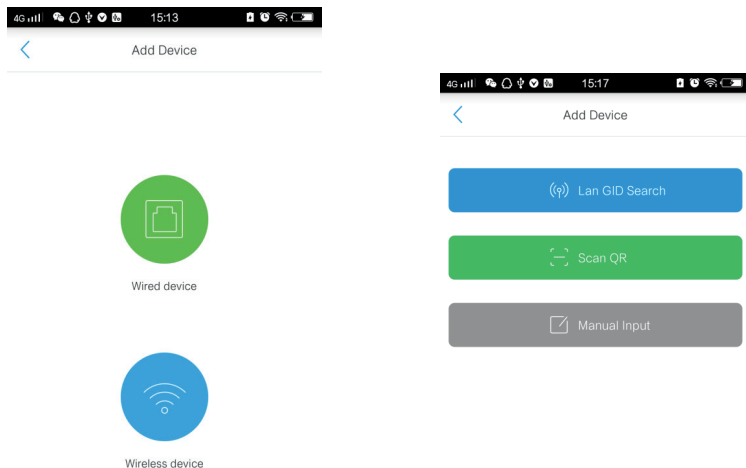 4G 15:13
Add Device
Wired device
Wireless device
4G 15:17
Add Device
Lan GID Search
Scan QR
Manual Input